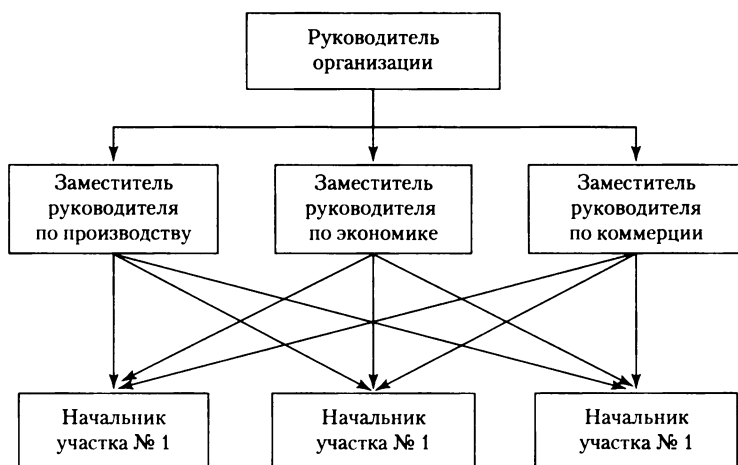 Руководитель
организации
Заместитель
руководителя
по производству
Заместитель
руководителя
по экономике
Заместитель
руководителя
по коммерции
Начальник
участка № 1
Начальник
участка № 1
Начальник
участка № 1